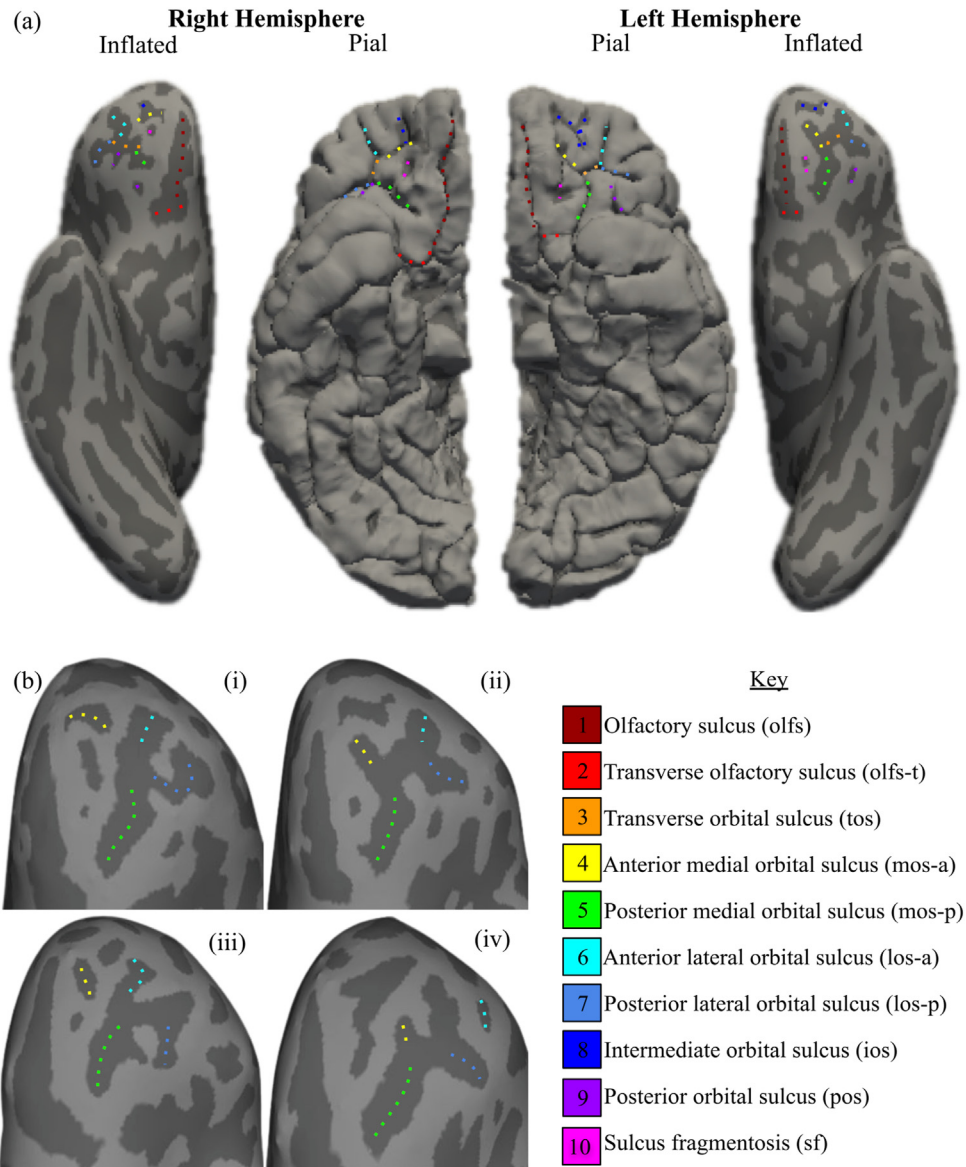 (a)
Right Hemisphere
Left Hemisphere
Inflated
Pial
Pial
Inflated
(b)
(i)
(ii)
(iii)
(iv)
Key
1 Olfactory sulcus (olfs)
2 Transverse olfactory sulcus (olfs-t)
3 Transverse orbital sulcus (tos)
4 Anterior medial orbital sulcus (mos-a)
5 Posterior medial orbital sulcus (mos-p)
6 Anterior lateral orbital sulcus (los-a)
7 Posterior lateral orbital sulcus (los-p)
8 Intermediate orbital sulcus (ios)
9 Posterior orbital sulcus (pos)
10 Sulcus fragmentosis (sf)